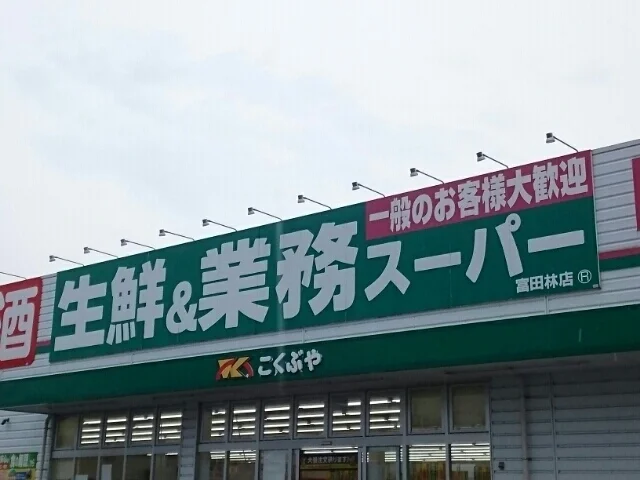 酒
生鮮&業務スーパー
一般のお客様大歓迎
富田林店 H
K こくぶや